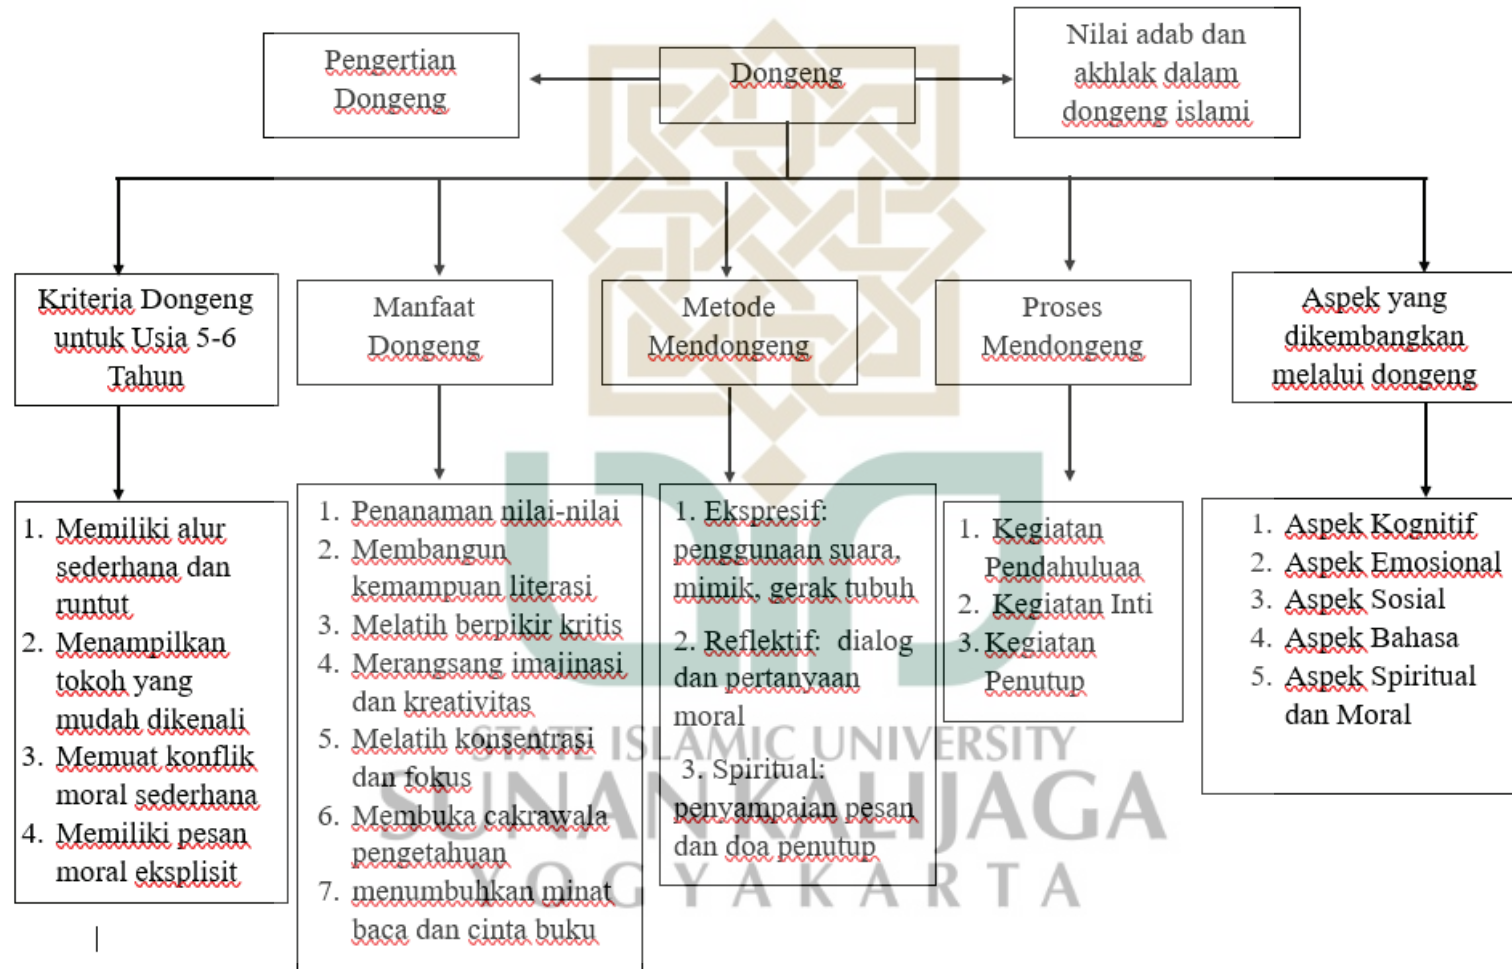 Pengertian
Dongeng
Dongeng
Nilai adab dan
akhlak dalam
dongeng islami
Kriteria Dongeng
untuk Usia 5-6
Tahun
Manfaat
Dongeng
Metode
Mendongeng
Proses
Mendongeng
Aspek yang
dikembangkan
melalui dongeng
1. Memiliki alur
sederhana dan
runtut
2. Menampilkan
tokoh yang
mudah dikenali
3. Memuat konflik
moral sederhana
4. Memiliki pesan
moral eksplisit
1. Penanaman nilai-nilai
2. Membangun
kemampuan literasi
3. Melatih berpikir kritis
4. Merangsang imajinasi
dan kreativitas
5. Melatih konsentrasi
dan fokus
6. Membuka cakrawala
pengetahuan
7. menumbuhkan minat
baca dan cinta buku
1. Ekspresif:
penggunaan suara,
mimik, gerak tubuh
2. Reflektif: dialog
dan pertanyaan
moral
3. Spiritual:
penyampaian pesan
dan doa penutup
1. Kegiatan
Pendahuluaa
2. Kegiatan Inti
3. Kegiatan
Penutup
1. Aspek Kognitif
2. Aspek Emosional
3. Aspek Sosial
4. Aspek Bahasa
5. Aspek Spiritual
dan Moral
STATE ISLAMIC UNIVERSITY
SUNAN KALIJAGA
YOGYAKARTA